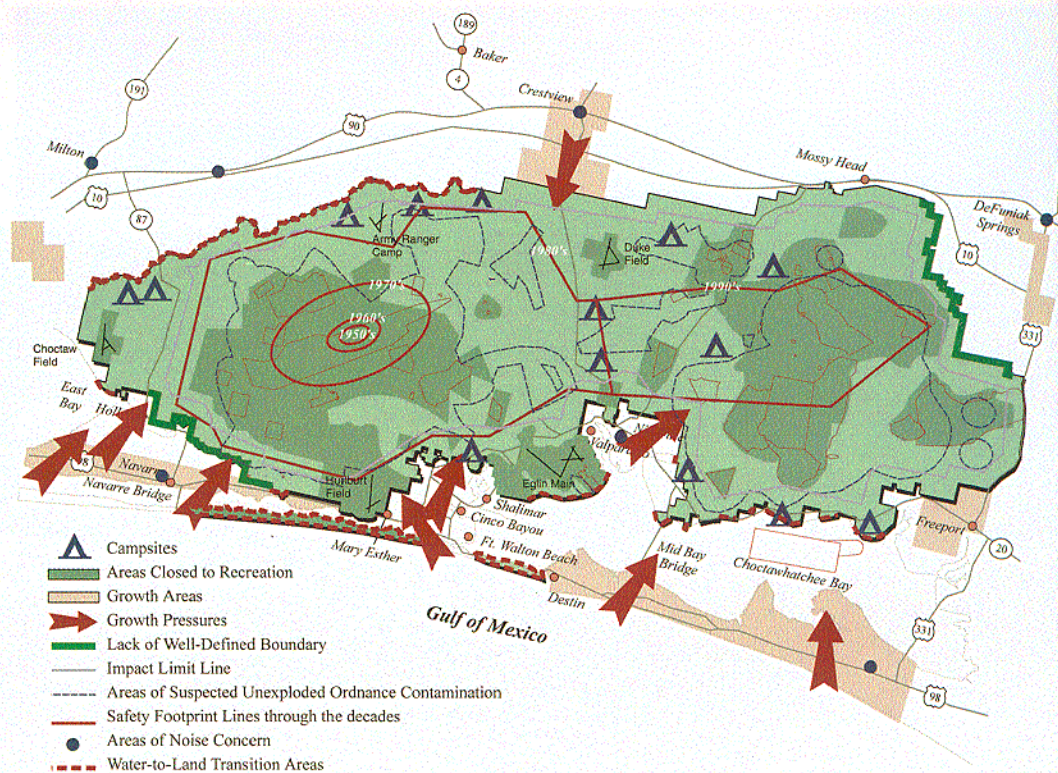 189
Baker
4
Crestview
191
90
Milton
10
87
Mossy Head
DeFuniak
Springs
10
331
Army Ranger
Camp
1980's
Duke
Field
1970's
1990's
1960's
1950's
Choctaw
Field
East
Bay
Navarre Bridge
Hurlburt
Field
Eglin Main
Shalimar
Cinco Bayou
Ft. Walton Beach
Mary Esther
Destin
Mid Bay
Bridge
Choctawhatchee Bay
Freeport
20
331
98
Gulf of Mexico
Campsites
Areas Closed to Recreation
Growth Areas
Growth Pressures
Lack of Well-Defined Boundary
Impact Limit Line
Areas of Suspected Unexploded Ordnance Contamination
Safety Footprint Lines through the decades
Areas of Noise Concern
Water-to-Land Transition Areas